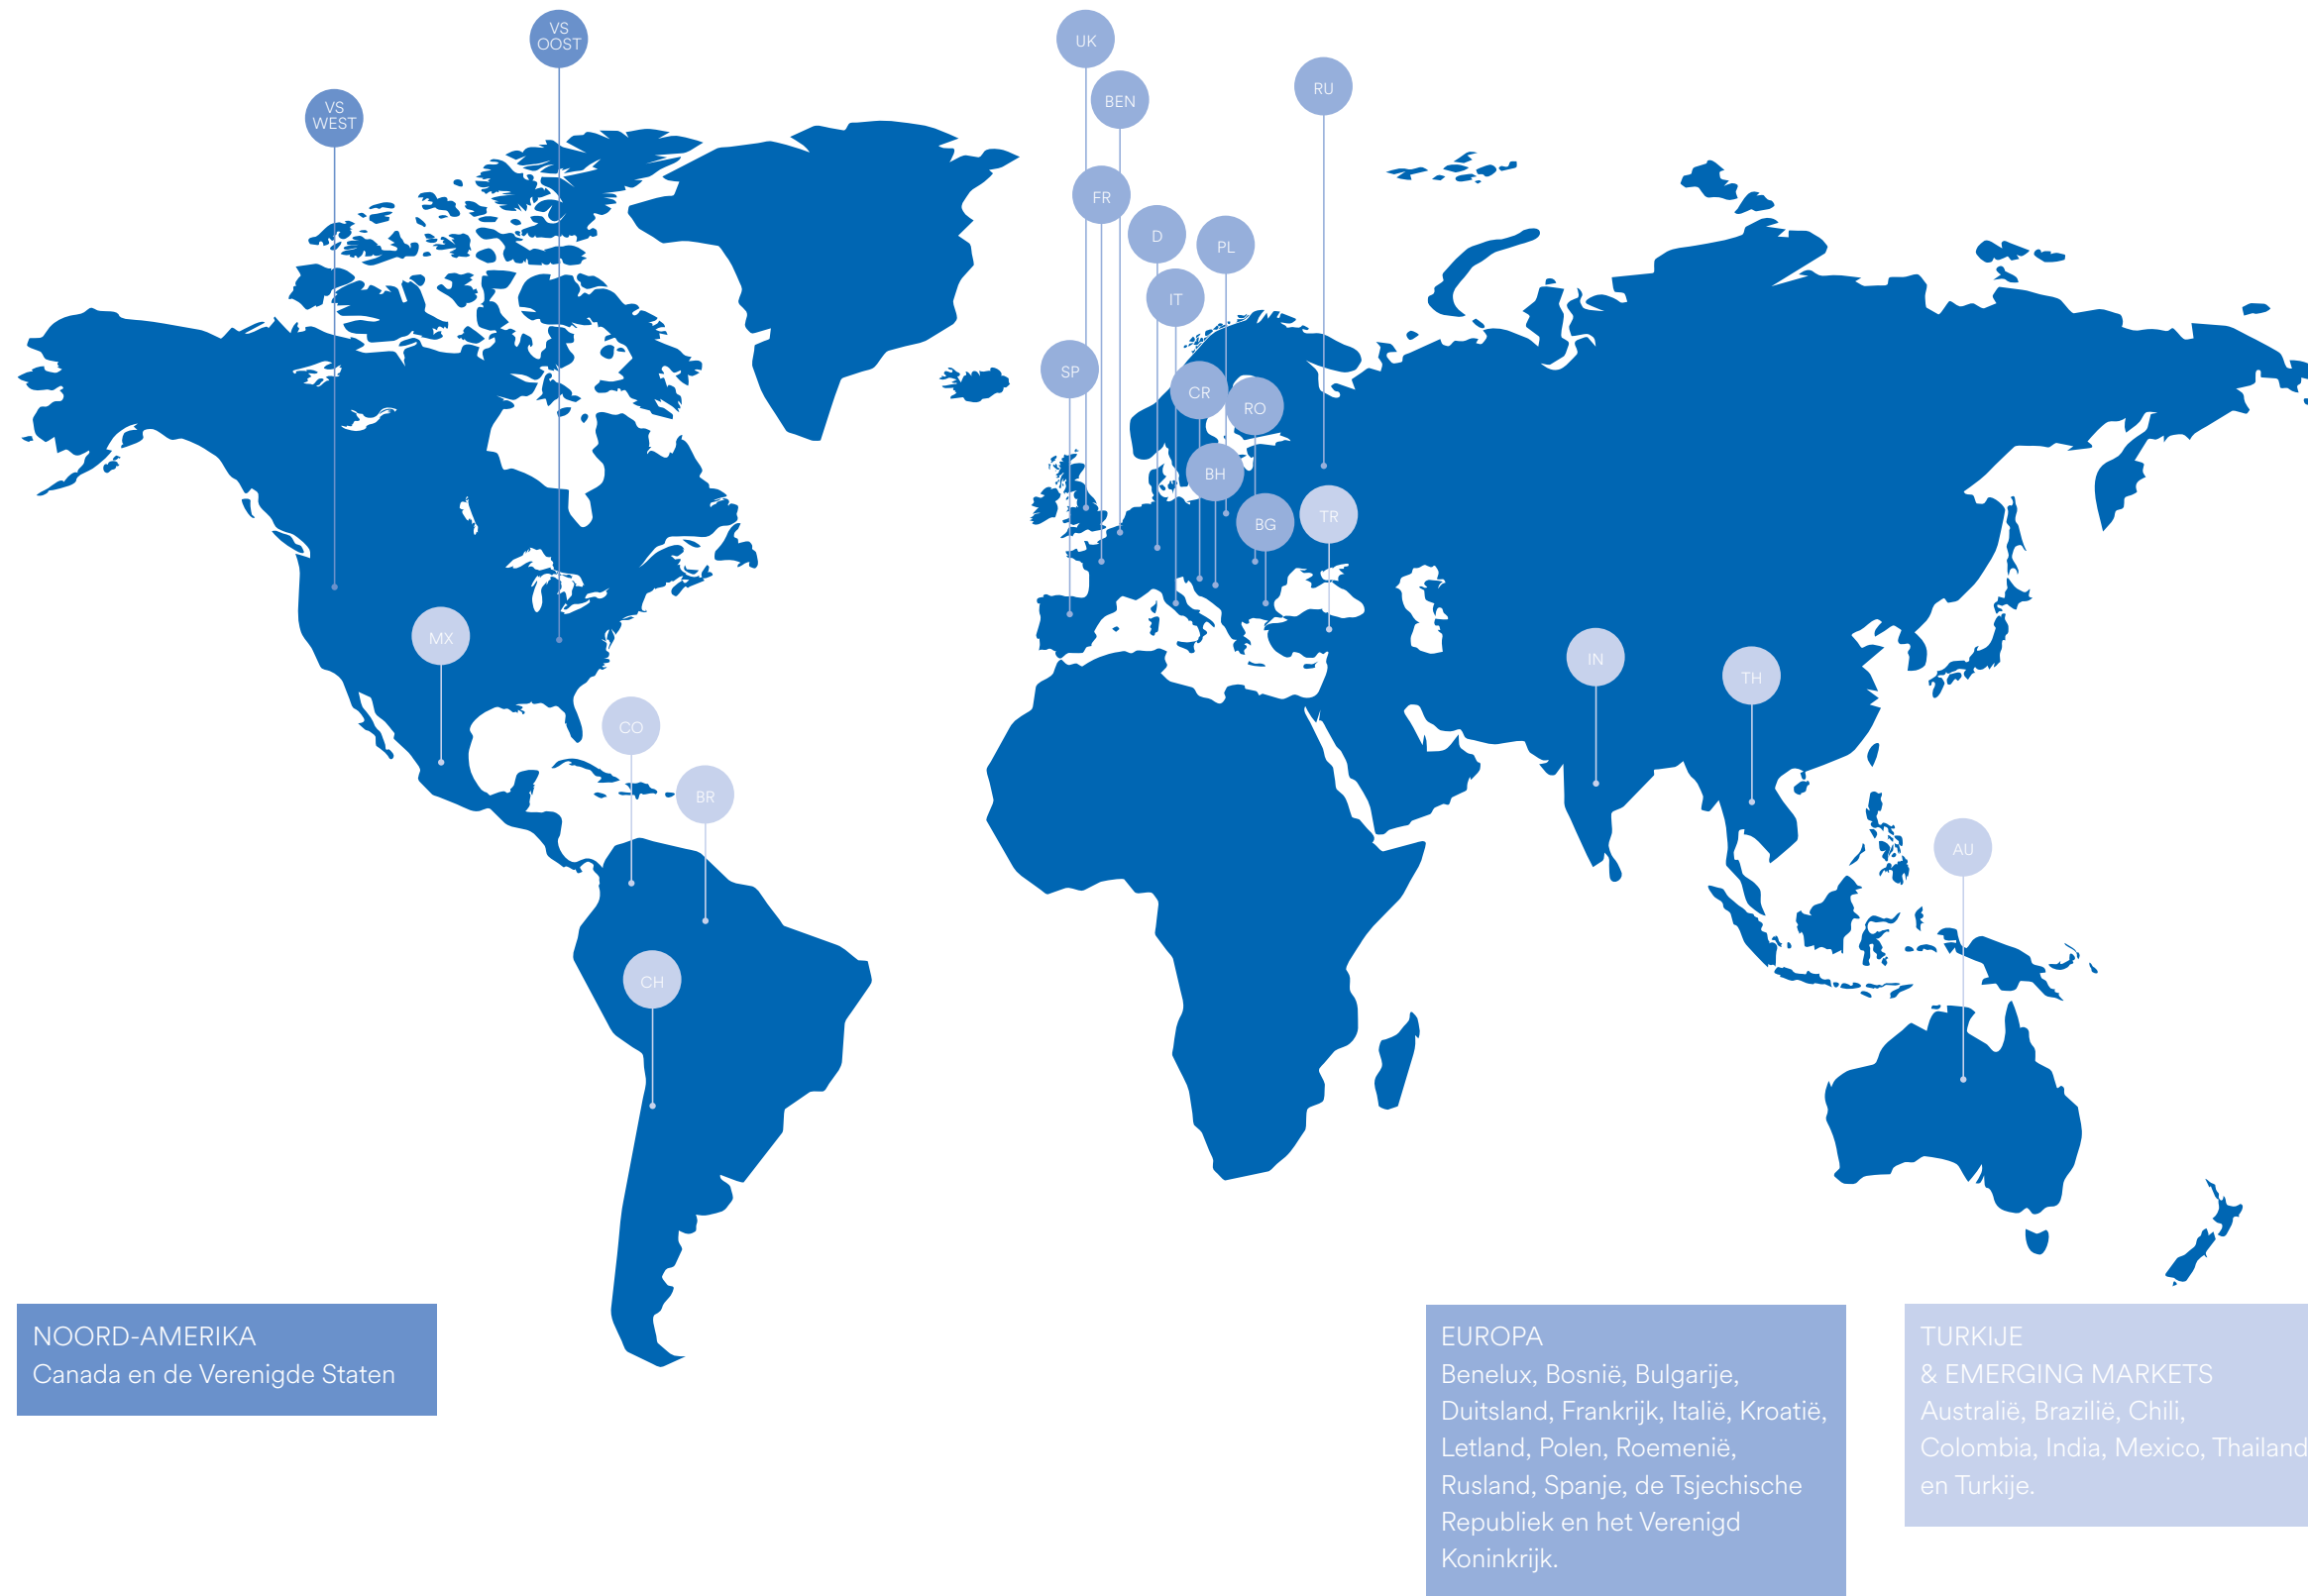 VS
OOST
UK
RU
BEN
VS
WEST
FR
D
PL
IT
SP
CR
RO
BH
BG
TR
MX
IN
TH
CO
BR
AU
CH
NOORD-AMERIKA
Canada en de Verenigde Staten
EUROPA
Benelux, Bosnië, Bulgarije,
Duitsland, Frankrijk, Italië, Kroatië,
Letland, Polen, Roemenië,
Rusland, Spanje, de Tsjechische
Republiek en het Verenigd
Koninkrijk.
TURKIJE
& EMERGING MARKETS
Australië, Brazilië, Chili,
Colombia, India, Mexico, Thailand
en Turkije.